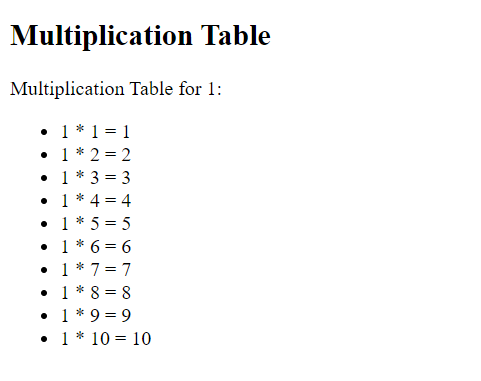 Multiplication Table
Multiplication Table for 1:
• 1 * 1 = 1
• 1 * 2 = 2
• 1 * 3 = 3
• 1 * 4 = 4
• 1 * 5 = 5
• 1 * 6 = 6
• 1 * 7 = 7
• 1 * 8 = 8
• 1 * 9 = 9
• 1 * 10 = 10